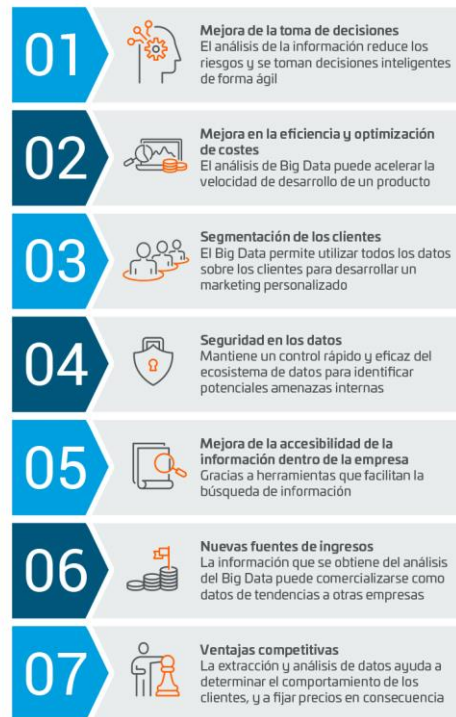 01
Mejora de la toma de decisiones
El análisis de la información reduce los
riesgos y se toman decisiones inteligentes
de forma ágil
02
Mejora en la eficiencia y optimización
de costes
El análisis de Big Data puede acelerar la
velocidad de desarrollo de un producto
03
Segmentación de los clientes
El Big Data permite utilizar todos los datos
sobre los clientes para desarrollar un
marketing personalizado
04
Seguridad en los datos
Mantiene un control rápido y eficaz del
ecosistema de datos para identificar
potenciales amenazas internas
05
Mejora de la accesibilidad de la
información dentro de la empresa
Gracias a herramientas que facilitan la
búsqueda de información
06
Nuevas fuentes de ingresos
La información que se obtiene del análisis
del Big Data puede comercializarse como
datos de tendencias a otras empresas
07
Ventajas competitivas
La extracción y análisis de datos ayuda a
determinar el comportamiento de los
clientes, y a fijar precios en consecuencia